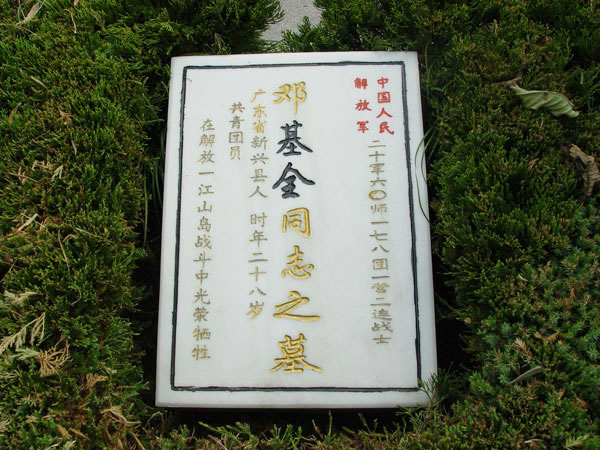 中国人民
解放军
二十军六〇师一七八团一营二连战士
邓基全同志之墓
广东省新兴县人 时年二十八岁
共青团员
在解放一江山岛战斗中光荣牺牲